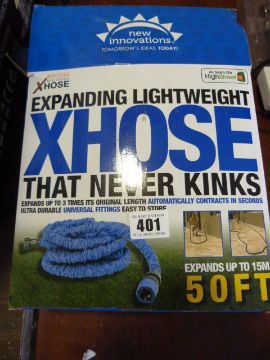 new
innovations
TOMORROW'S IDEAS, TODAY!
XHOSE
As Seen On
HighStreet
EXPANDING LIGHTWEIGHT
XHOSE
THAT NEVER KINKS
EXPANDS UP TO 3 TIMES ITS ORIGINAL LENGTH AUTOMATICALLY CONTRACTS IN SECONDS
ULTRA DURABLE UNIVERSAL FITTINGS EASY TO STORE
401
EXPANDS UP TO 15M
50FT